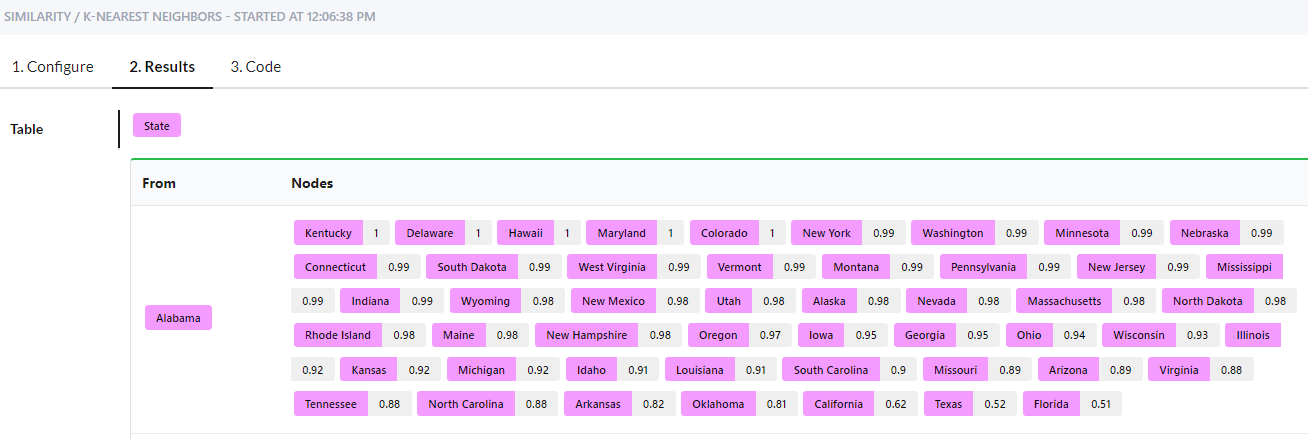 SIMILARITY / K-NEAREST NEIGHBORS - STARTED AT 12:06:38 PM
1. Configure 2. Results 3. Code
Table State
From Nodes
Kentucky 1 Delaware 1 Hawaii 1 Maryland 1 Colorado 1 New York 0.99 Washington 0.99 Minnesota 0.99 Nebraska 0.99
Connecticut 0.99 South Dakota 0.99 West Virginia 0.99 Vermont 0.99 Montana 0.99 Pennsylvania 0.99 New Jersey 0.99 Mississippi
0.99 Indiana 0.99 Wyoming 0.98 New Mexico 0.98 Utah 0.98 Alaska 0.98 Nevada 0.98 Massachusetts 0.98 North Dakota 0.98
Alabama
Rhode Island 0.98 Maine 0.98 New Hampshire 0.98 Oregon 0.97 Iowa 0.95 Georgia 0.95 Ohio 0.94 Wisconsin 0.93 Illinois
0.92 Kansas 0.92 Michigan 0.92 Idaho 0.91 Louisiana 0.91 South Carolina 0.9 Missouri 0.89 Arizona 0.89 Virginia 0.88
Tennessee 0.88 North Carolina 0.88 Arkansas 0.82 Oklahoma 0.81 California 0.62 Texas 0.52 Florida 0.51